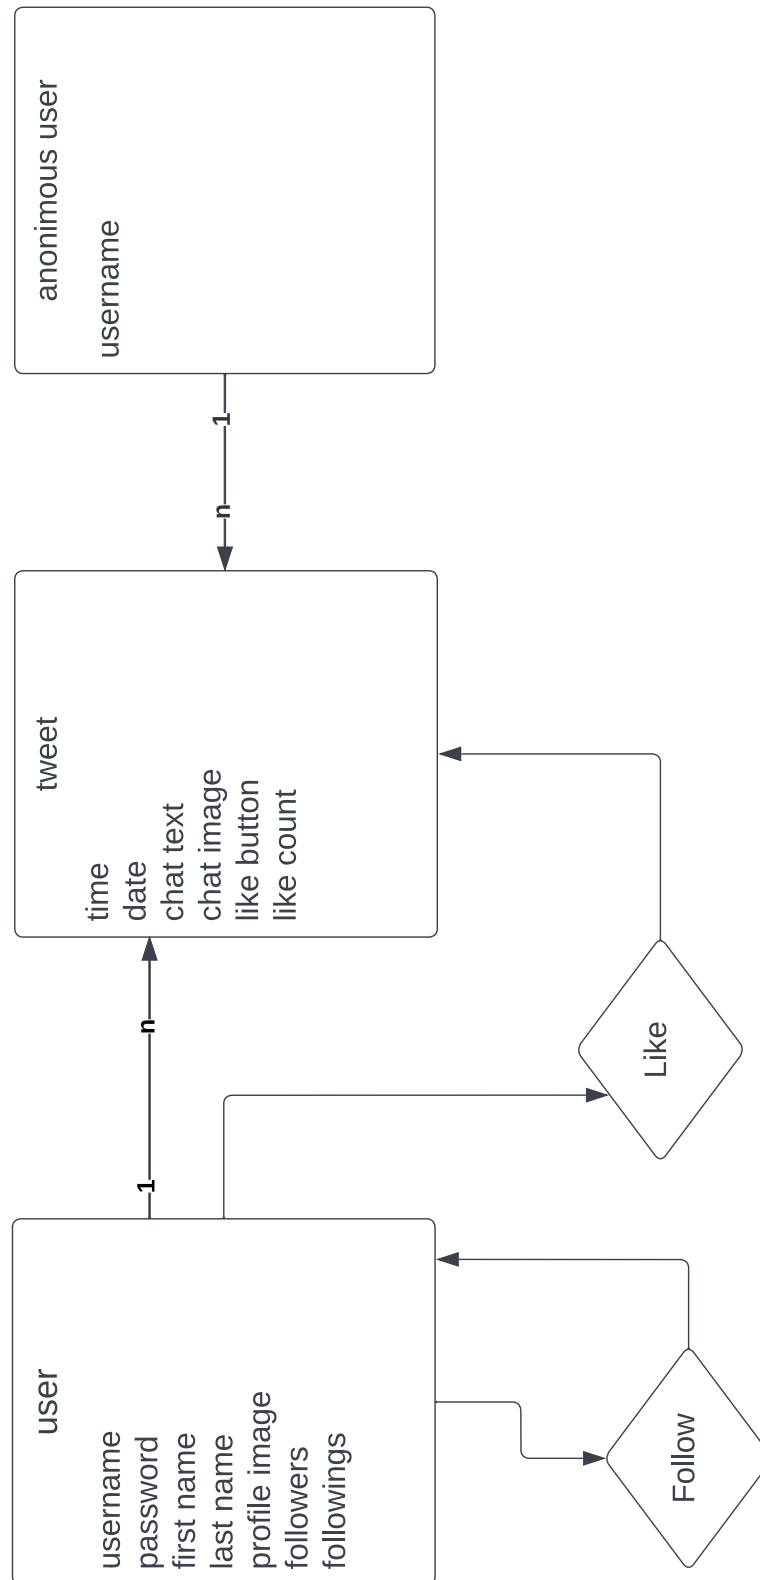 user
username
password
first name
last name
profile image
followers
followings
1
n
Follow
Like
tweet
time
date
chat text
chat image
like button
like count
n
1
anonimous user
username